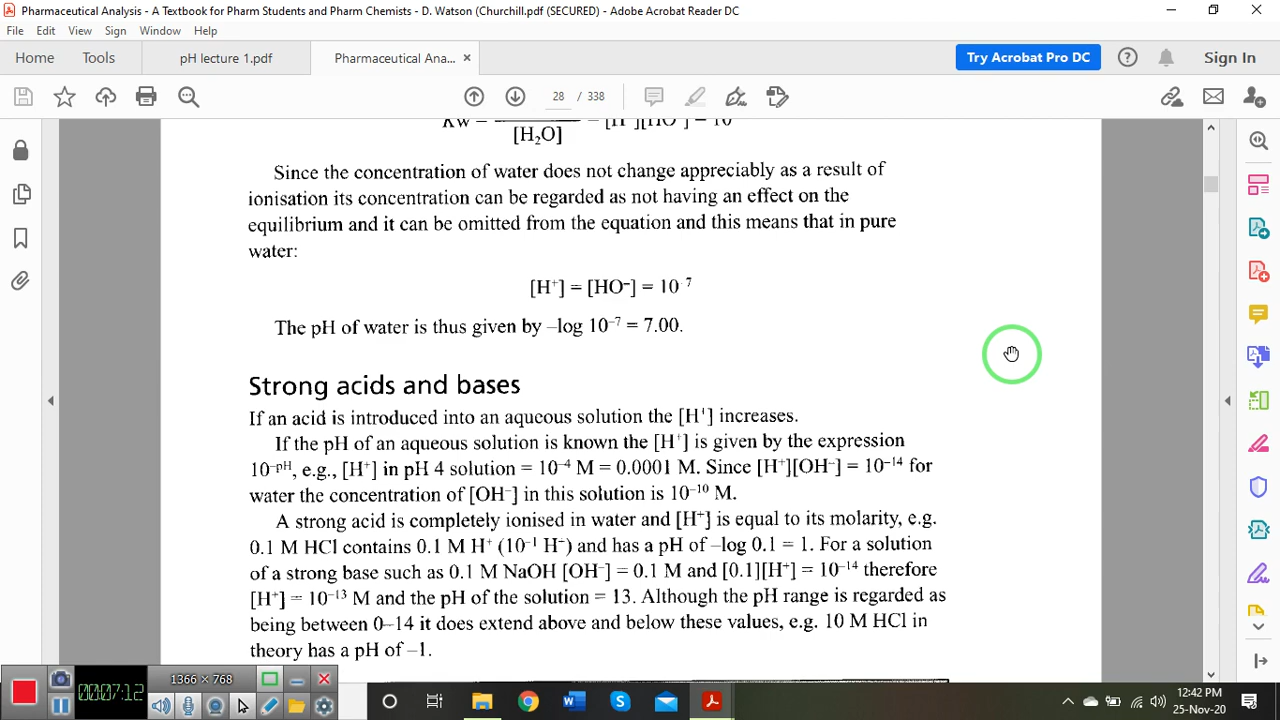 Pharmaceutical Analysis - A Textbook for Pharm Students and Pharm Chemists - D. Watson (Churchill.pdf (SECURED) - Adobe Acrobat Reader DC
File Edit View Sign Window Help
Home Tools pH lecture 1.pdf Pharmaceutical Ana... × Try Acrobat Pro DC Sign In
28 / 338
[H₂O]
Since the concentration of water does not change appreciably as a result of
ionisation its concentration can be regarded as not having an effect on the
equilibrium and it can be omitted from the equation and this means that in pure
water:
[H⁺] = [HO⁻] = 10⁻⁷
The pH of water is thus given by –log 10⁻⁷ = 7.00.
Strong acids and bases
If an acid is introduced into an aqueous solution the [H⁺] increases.
If the pH of an aqueous solution is known the [H⁺] is given by the expression
10⁻ᵖᴴ, e.g., [H⁺] in pH 4 solution = 10⁻⁴ M = 0.0001 M. Since [H⁺][OH⁻] = 10⁻¹⁴ for
water the concentration of [OH⁻] in this solution is 10⁻¹⁰ M.
A strong acid is completely ionised in water and [H⁺] is equal to its molarity, e.g.
0.1 M HCl contains 0.1 M H⁺ (10⁻¹ H⁺) and has a pH of –log 0.1 = 1. For a solution
of a strong base such as 0.1 M NaOH [OH⁻] = 0.1 M and [0.1][H⁺] = 10⁻¹⁴ therefore
[H⁺] = 10⁻¹³ M and the pH of the solution = 13. Although the pH range is regarded as
being between 0–14 it does extend above and below these values, e.g. 10 M HCl in
theory has a pH of –1.
1366 x 768
00:07:12
12:42 PM
25-Nov-20